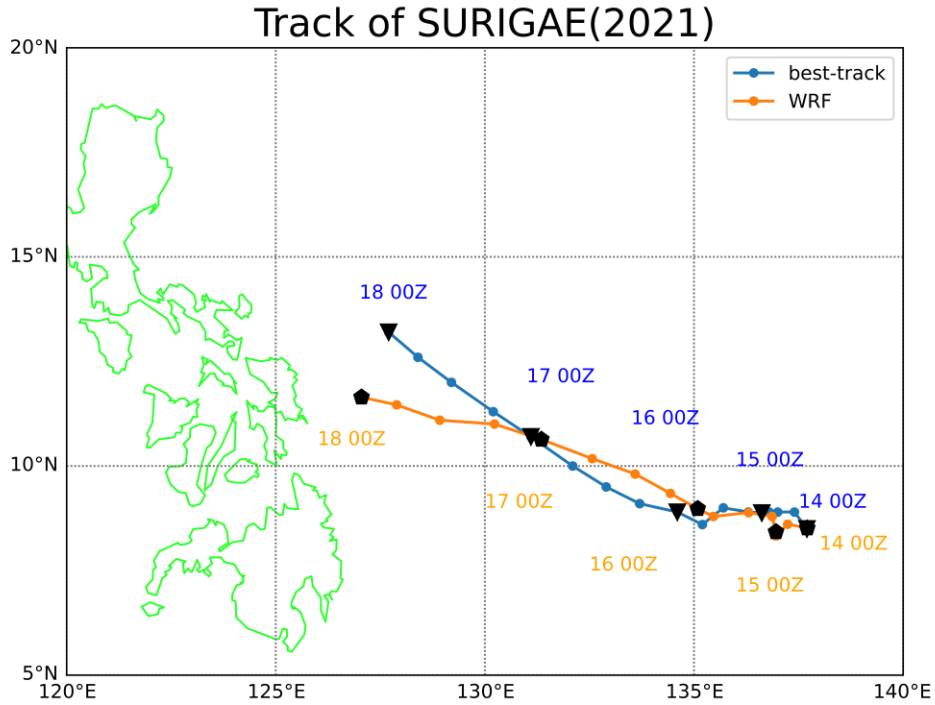 Track of SURIGAE(2021)
20°N
best-track
WRF
15°N
18 00Z
17 00Z
16 00Z
18 00Z
10°N
15 00Z
17 00Z
14 00Z
14 00Z
16 00Z
15 00Z
5°N
120°E
125°E
130°E
135°E
140°E